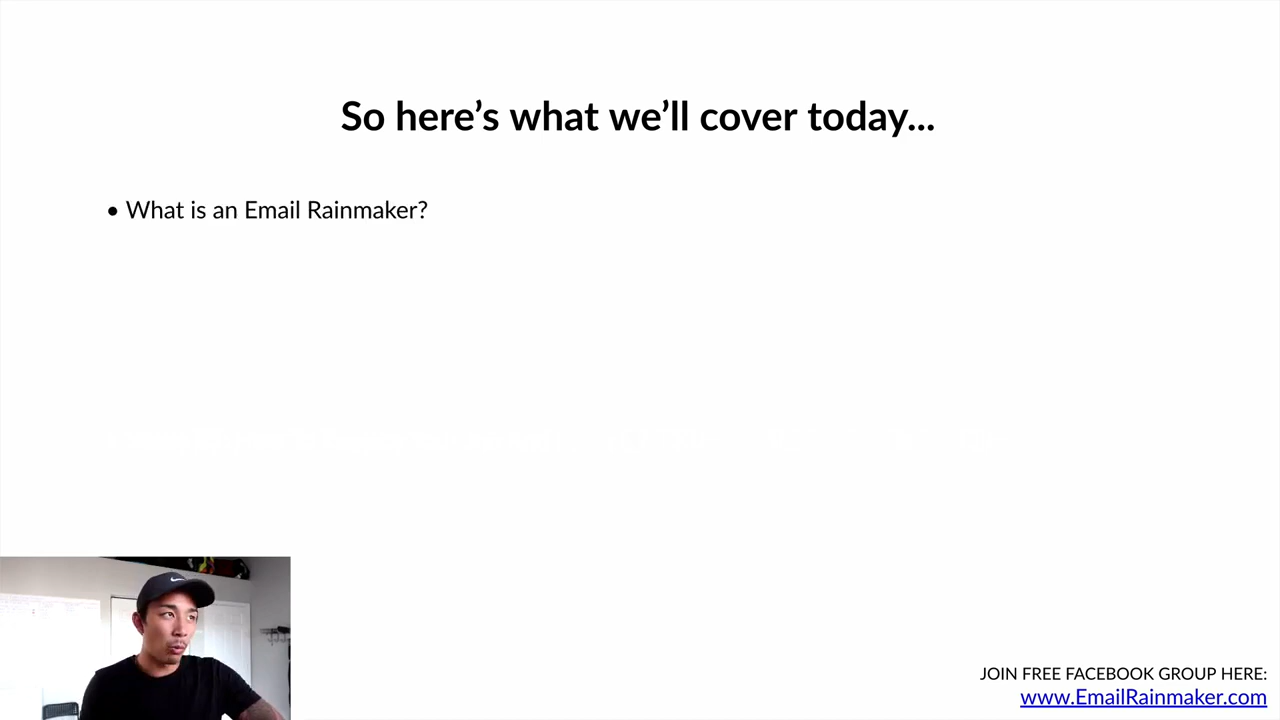 So here’s what we’ll cover today...
• What is an Email Rainmaker?
JOIN FREE FACEBOOK GROUP HERE:
www.EmailRainmaker.com